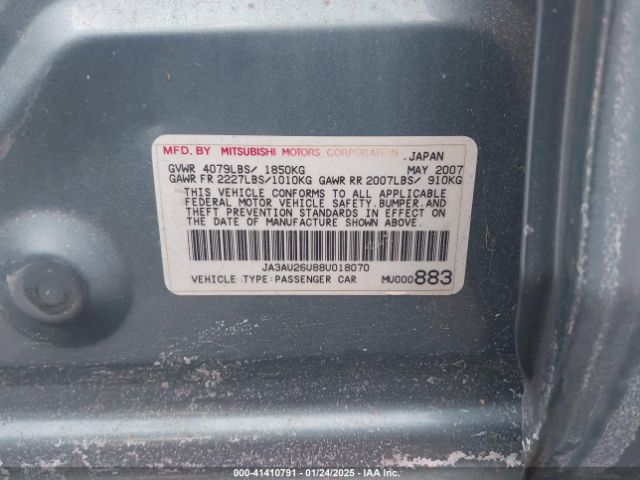 MFD. BY MITSUBISHI MOTORS CORPORATION. JAPAN
GVWR 4079LBS/ 1850KG MAY 2007
GAWR FR 2227LBS/1010KG GAWR RR 2007LBS/ 910KG
THIS VEHICLE CONFORMS TO ALL APPLICABLE
FEDERAL MOTOR VEHICLE SAFETY.BUMPER.AND
THEFT PREVENTION STANDARDS IN EFFECT ON
THE DATE OF MANUFACTURE SHOWN ABOVE.
JA3AU26U88U018070
VEHICLE TYPE:PASSENGER CAR MU000883
000-41410791 - 01/24/2025 - IAA Inc.